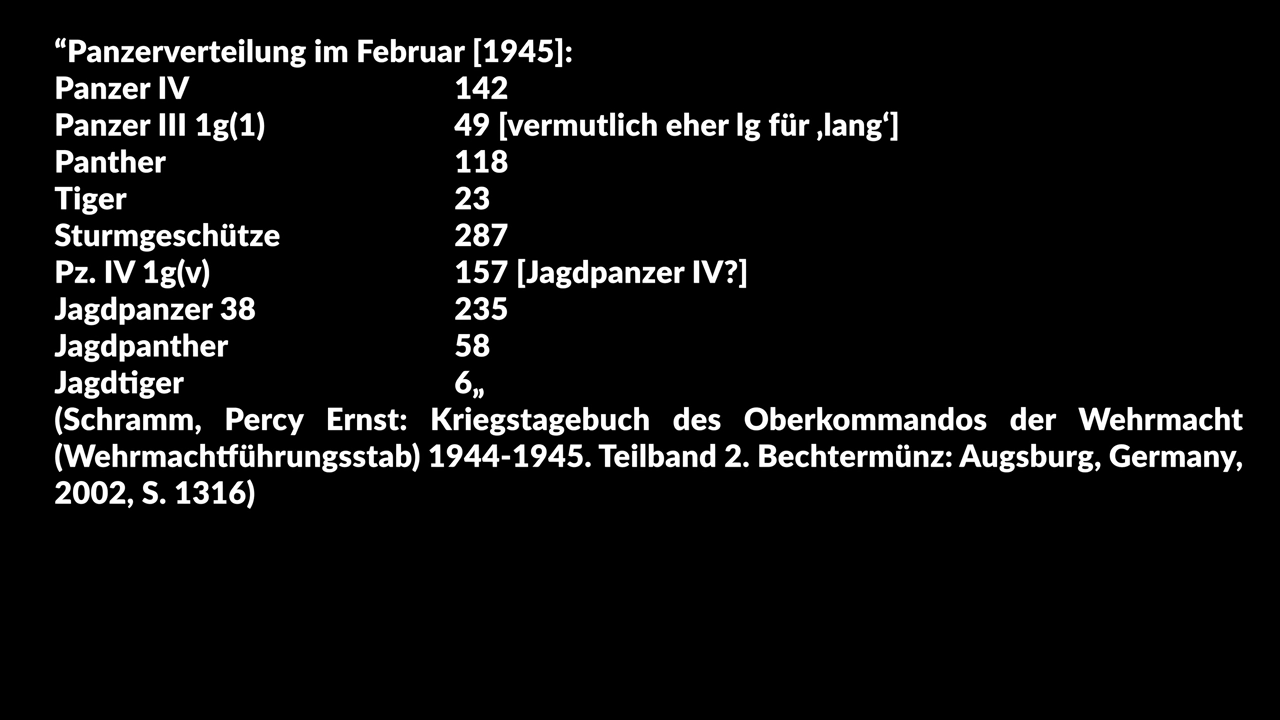 “Panzerverteilung im Februar [1945]:
Panzer IV 142
Panzer III 1g(1) 49 [vermutlich eher lg für ‚lang‘]
Panther 118
Tiger 23
Sturmgeschütze 287
Pz. IV 1g(v) 157 [Jagdpanzer IV?]
Jagdpanzer 38 235
Jagdpanther 58
Jagdtiger 6„
(Schramm, Percy Ernst: Kriegstagebuch des Oberkommandos der Wehrmacht
(Wehrmachtführungsstab) 1944-1945. Teilband 2. Bechtermünz: Augsburg, Germany,
2002, S. 1316)